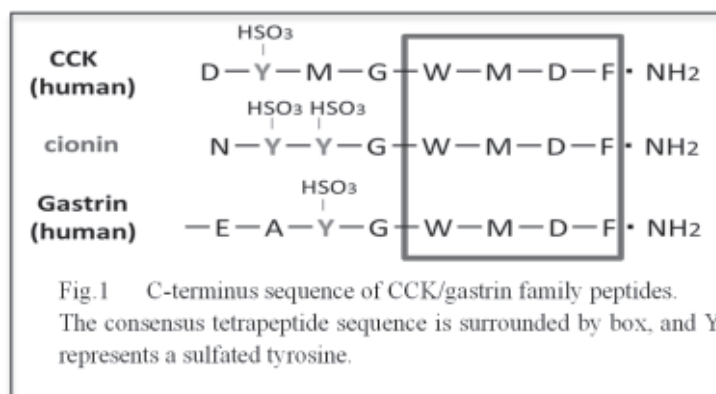 HSO3
CCK
(human)
D–Y–M–G–W–M–D–F・NH2
HSO3 HSO3
cionin
N–Y–Y–G–W–M–D–F・NH2
HSO3
Gastrin
(human)
–E–A–Y–G–W–M–D–F・NH2
Fig.1 C-terminus sequence of CCK/gastrin family peptides.
The consensus tetrapeptide sequence is surrounded by box, and Y
represents a sulfated tyrosine.